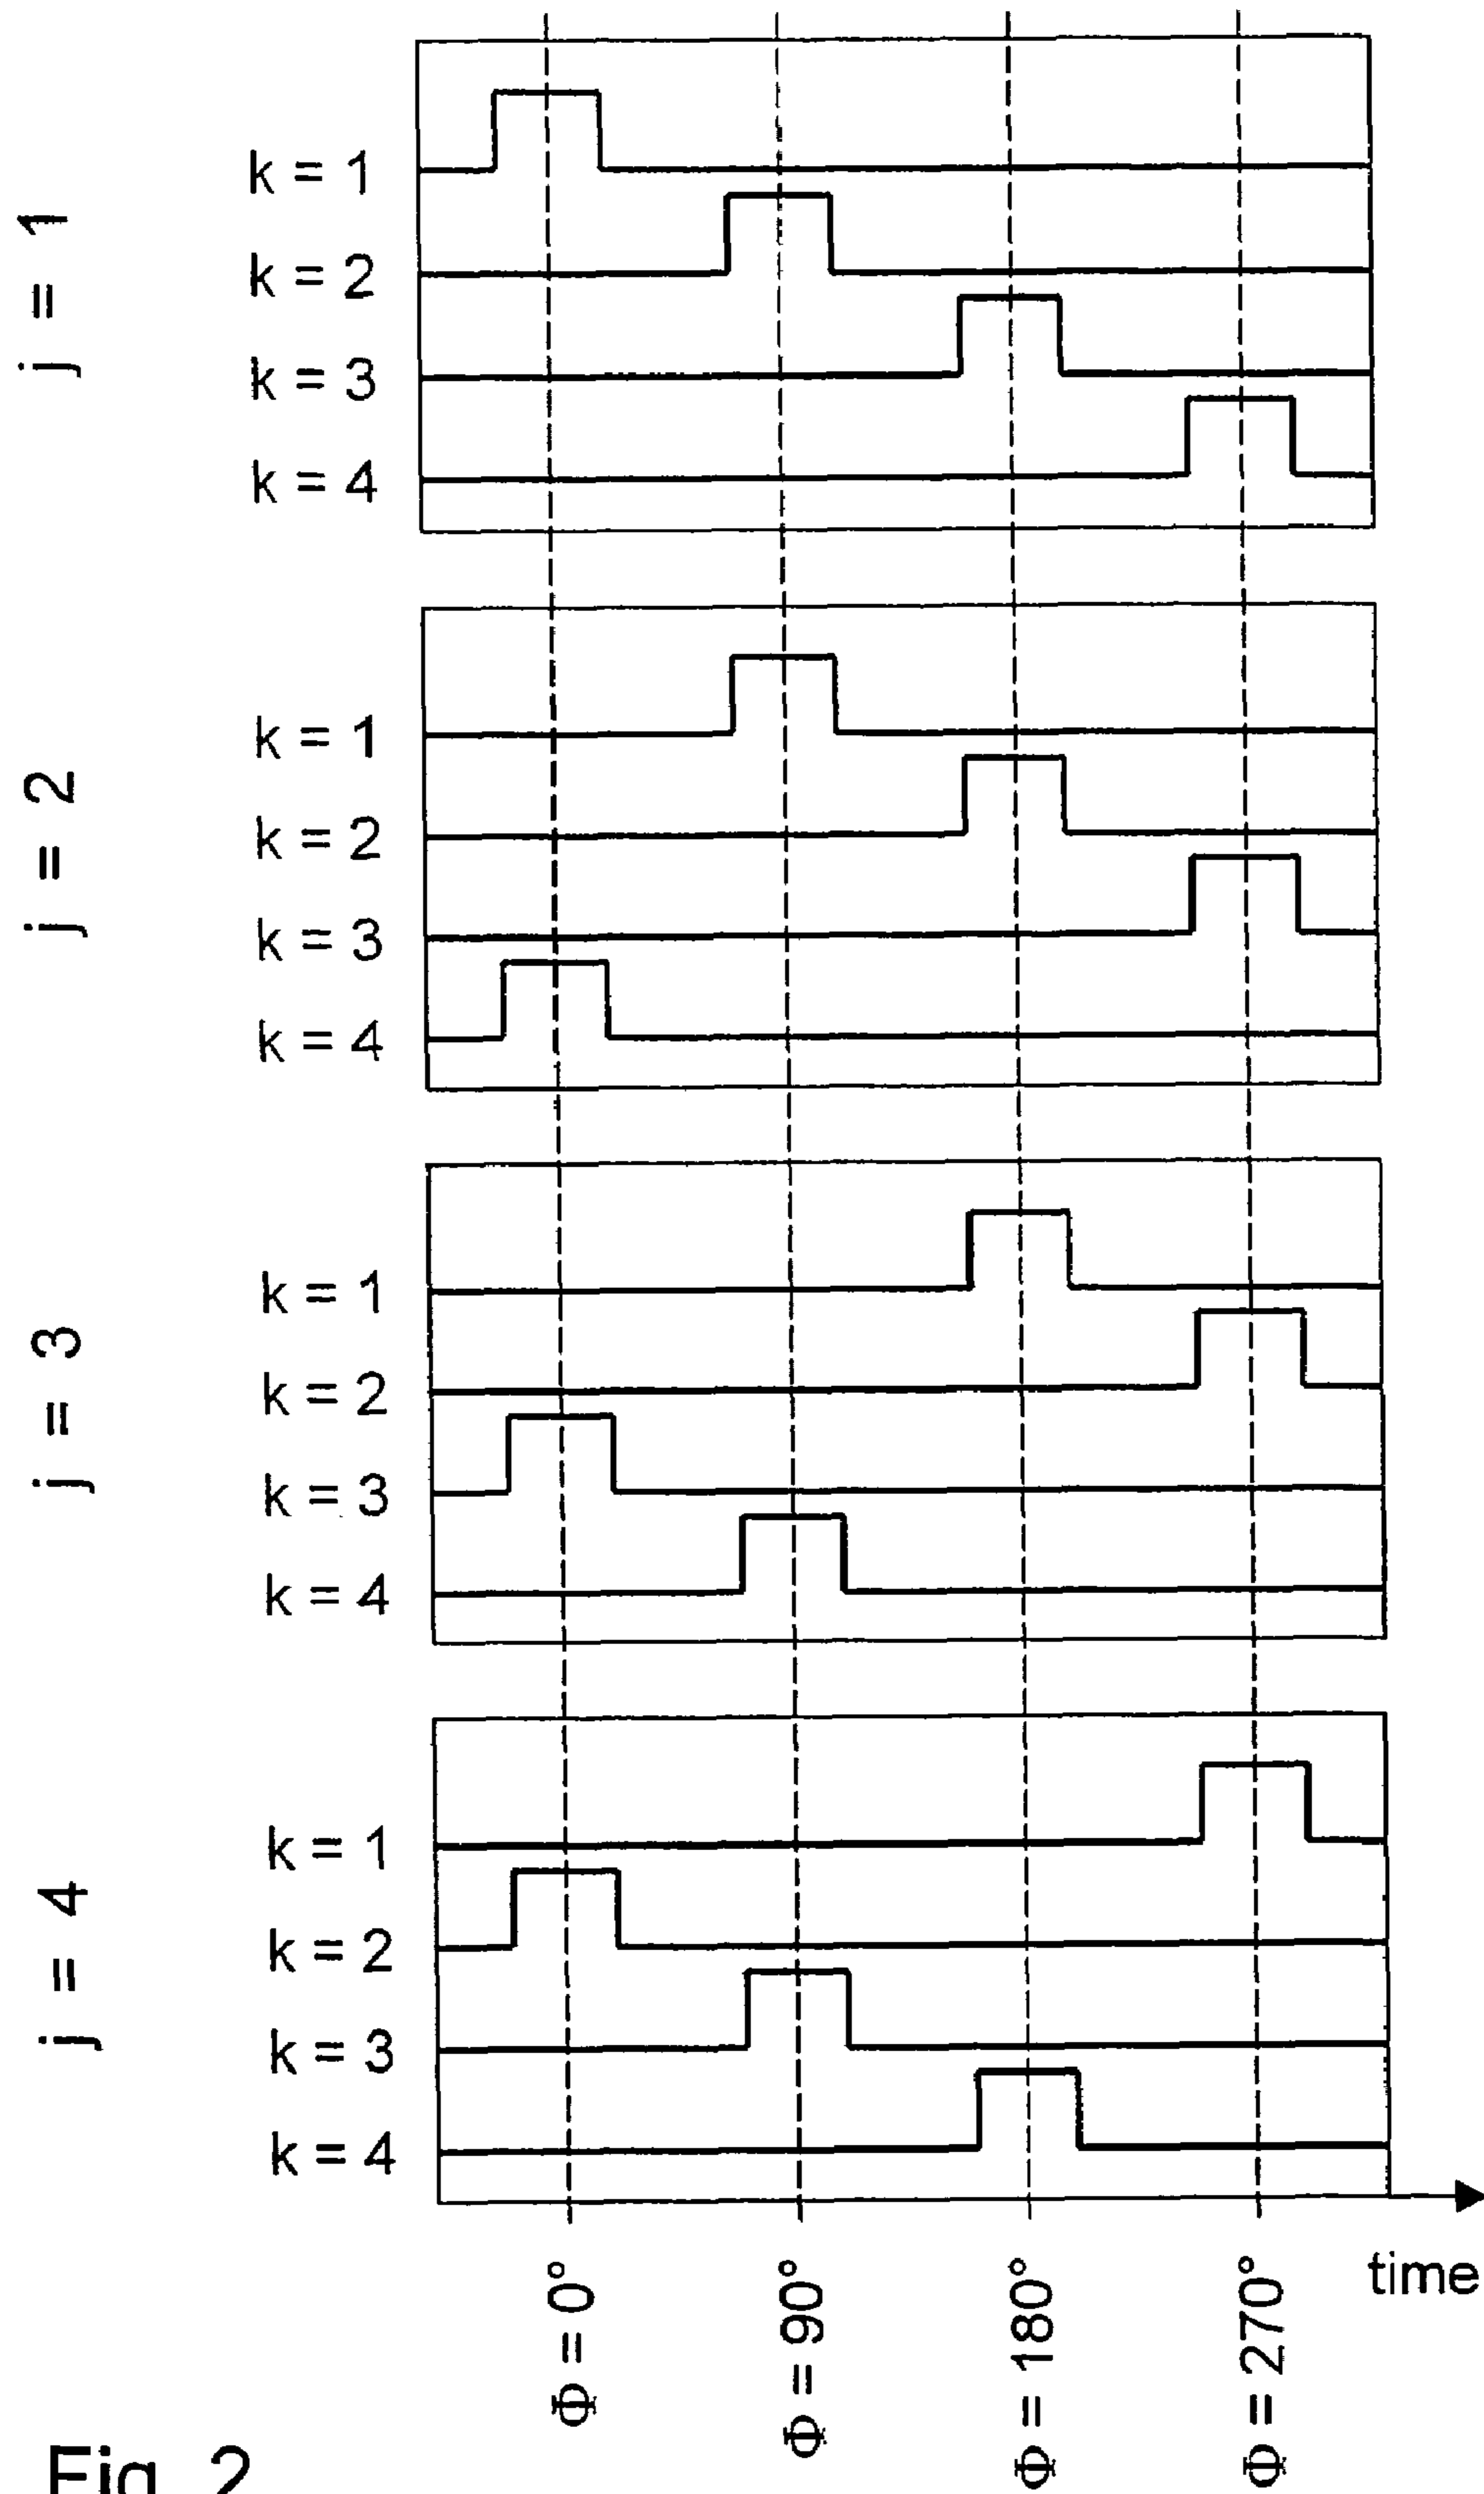 j = 1
k = 1
k = 2
k = 3
k = 4
j = 2
k = 1
k = 2
k = 3
k = 4
j = 3
k = 1
k = 2
k = 3
k = 4
j = 4
k = 1
k = 2
k = 3
k = 4
time
Φ = 0°
Φ = 90°
Φ = 180°
Φ = 270°
Fig. 2